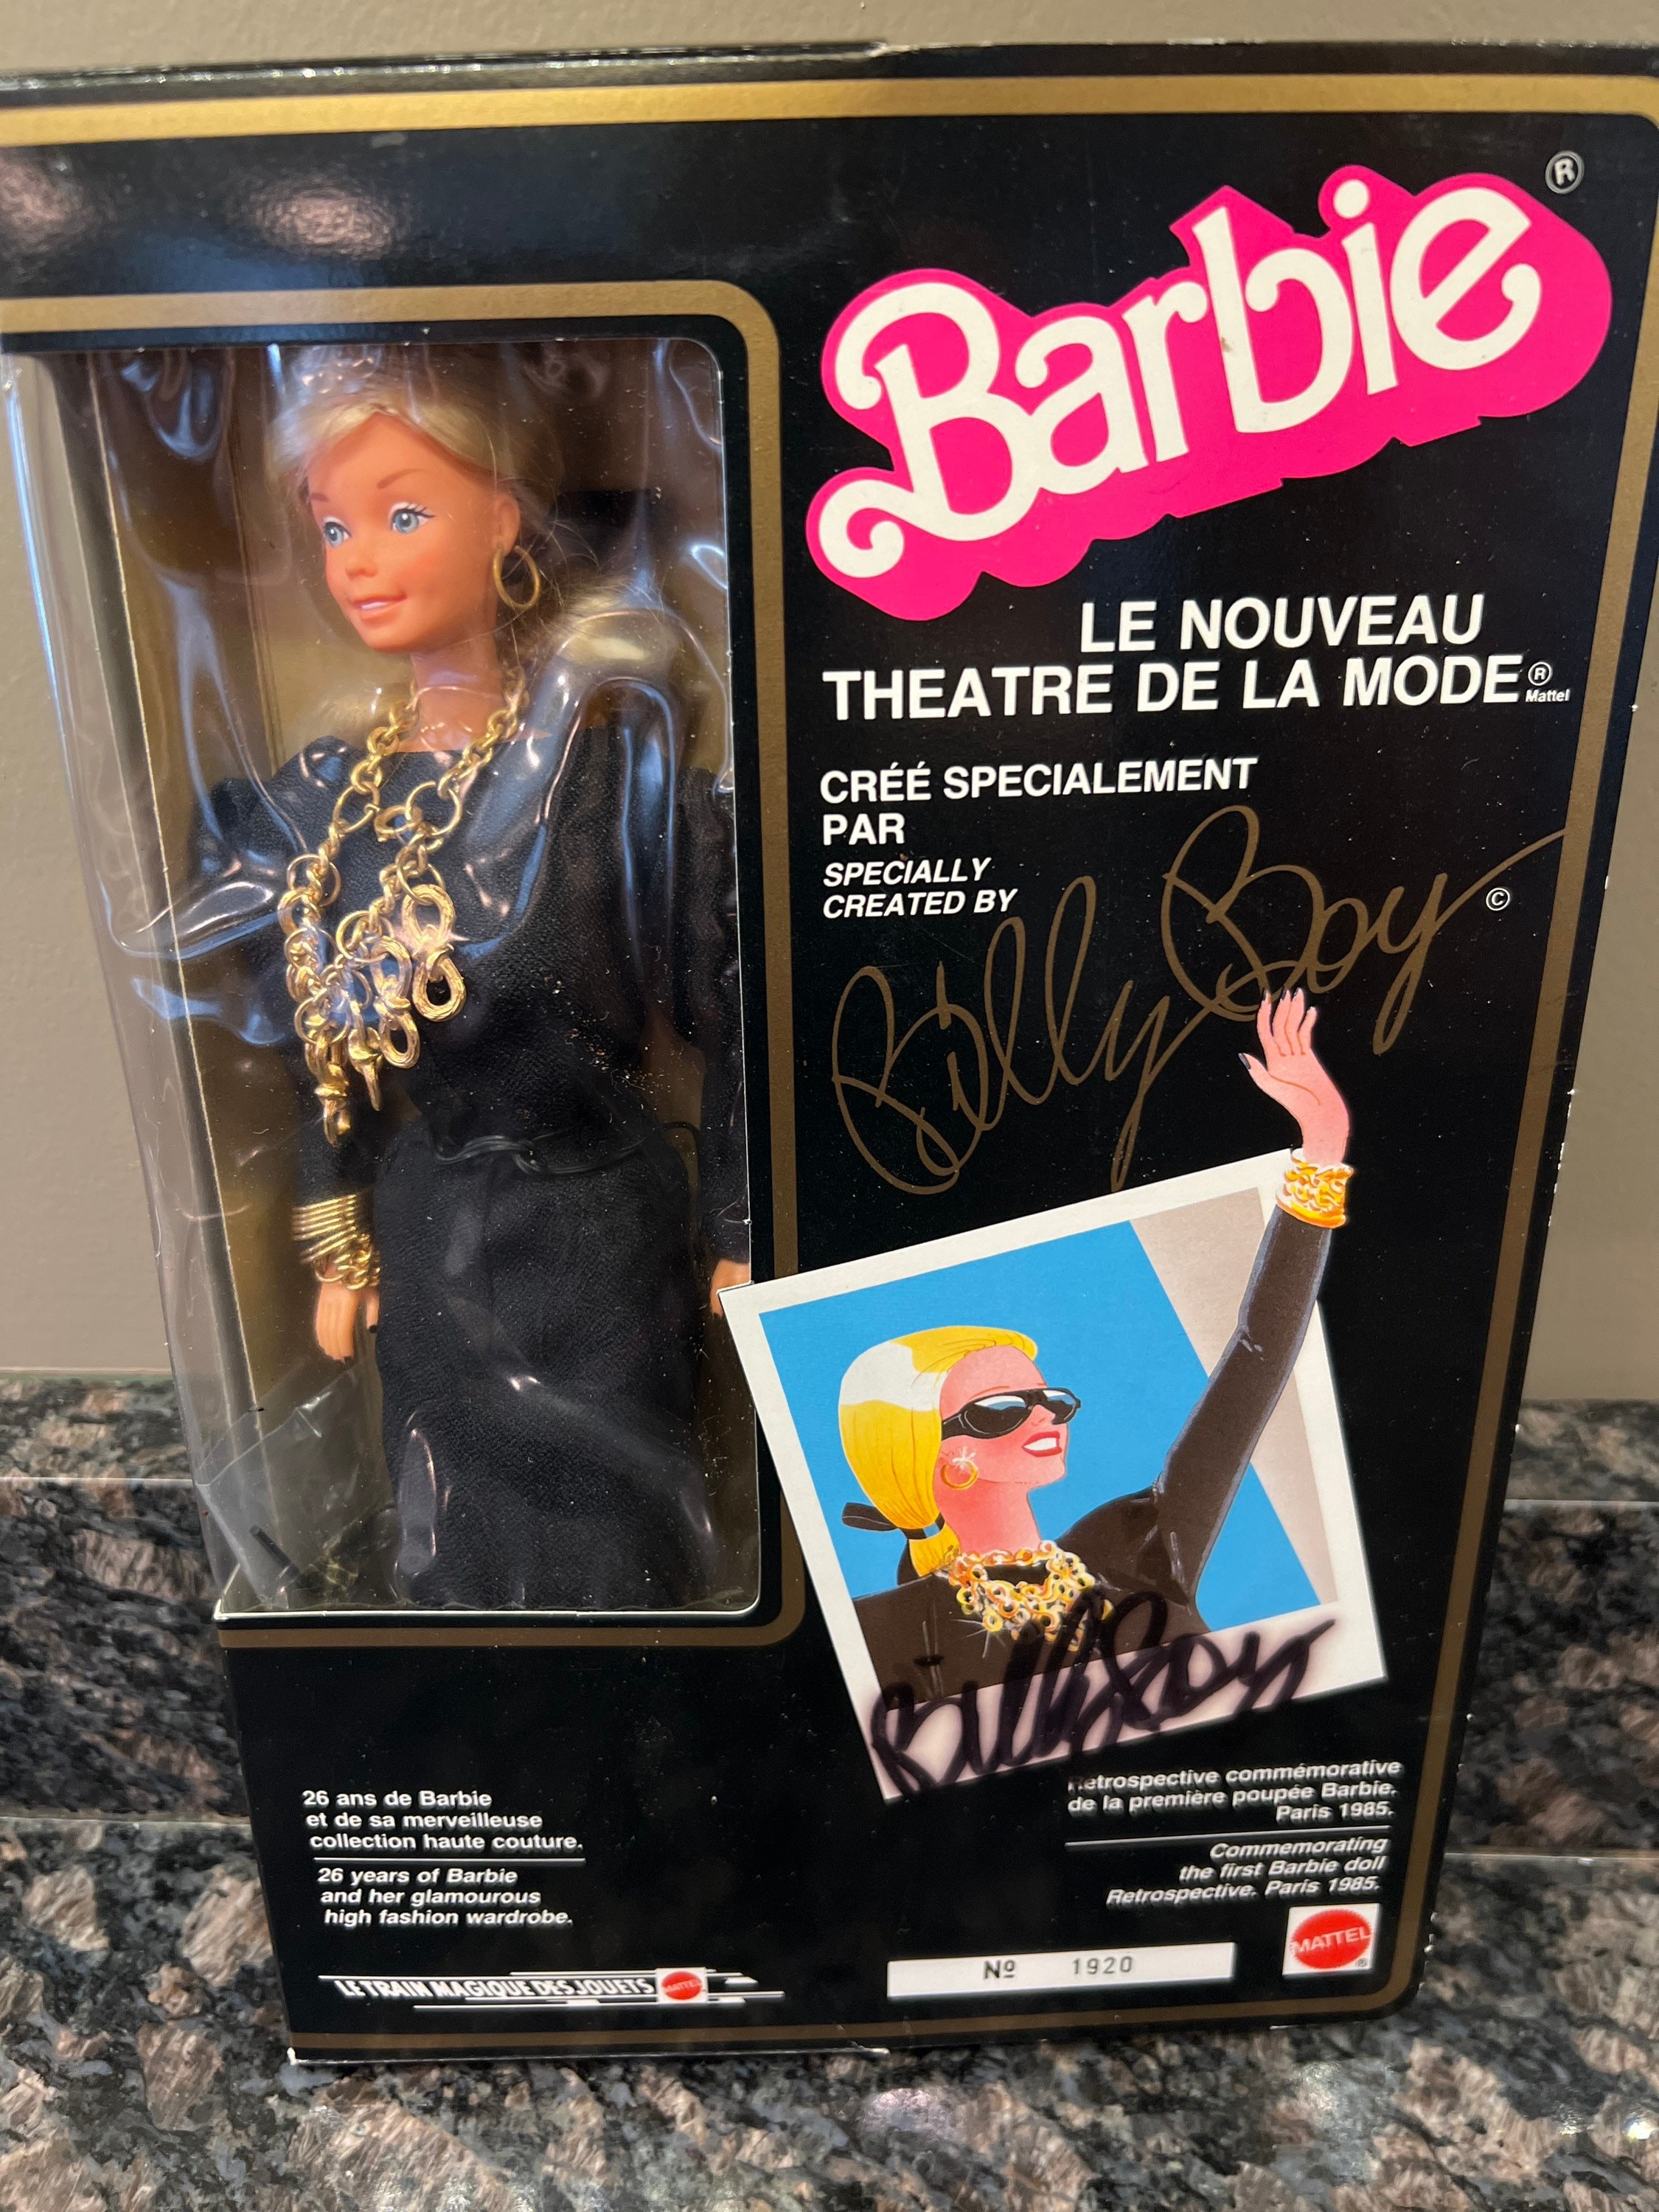 Barbie®
LE NOUVEAU
THEATRE DE LA MODE®
Mattel
CRÉÉ SPECIALEMENT
PAR
SPECIALLY
CREATED BY
Billy Boy ©
BillyBoy
26 ans de Barbie
et de sa merveilleuse
collection haute couture.
26 years of Barbie
and her glamourous
high fashion wardrobe.
Retrospective commémorative
de la première poupée Barbie.
Paris 1985.
Commemorating
the first Barbie doll
Retrospective. Paris 1985.
LE TRAIN MAGIQUE DES JOUETS MATTEL
Nº 1920
MATTEL®